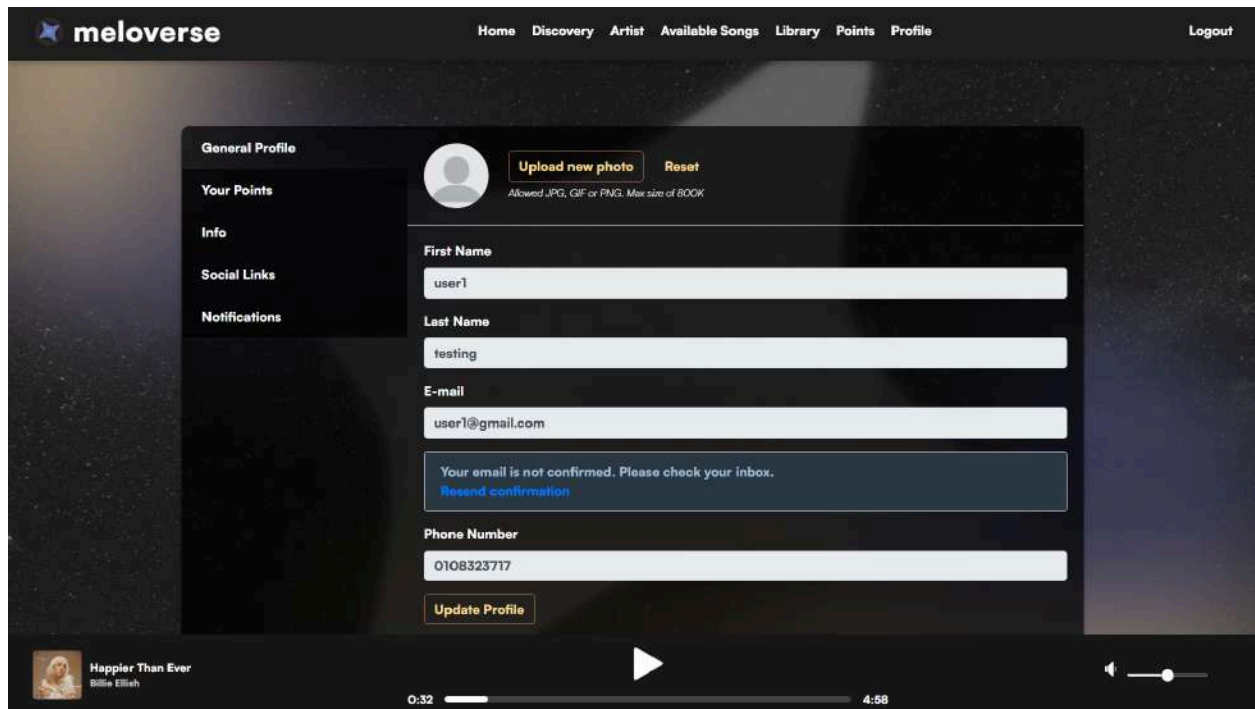 meloverse
Home Discovery Artist Available Songs Library Points Profile
Logout
General Profile
Your Points
Info
Social Links
Notifications
Upload new photo Reset
Allowed JPG, GIF or PNG. Max size of 800K
First Name
user1
Last Name
testing
E-mail
user1@gmail.com
Your email is not confirmed. Please check your inbox.
Resend confirmation
Phone Number
0108323717
Update Profile
Happier Than Ever
Billie Eilish
0:32 4:58